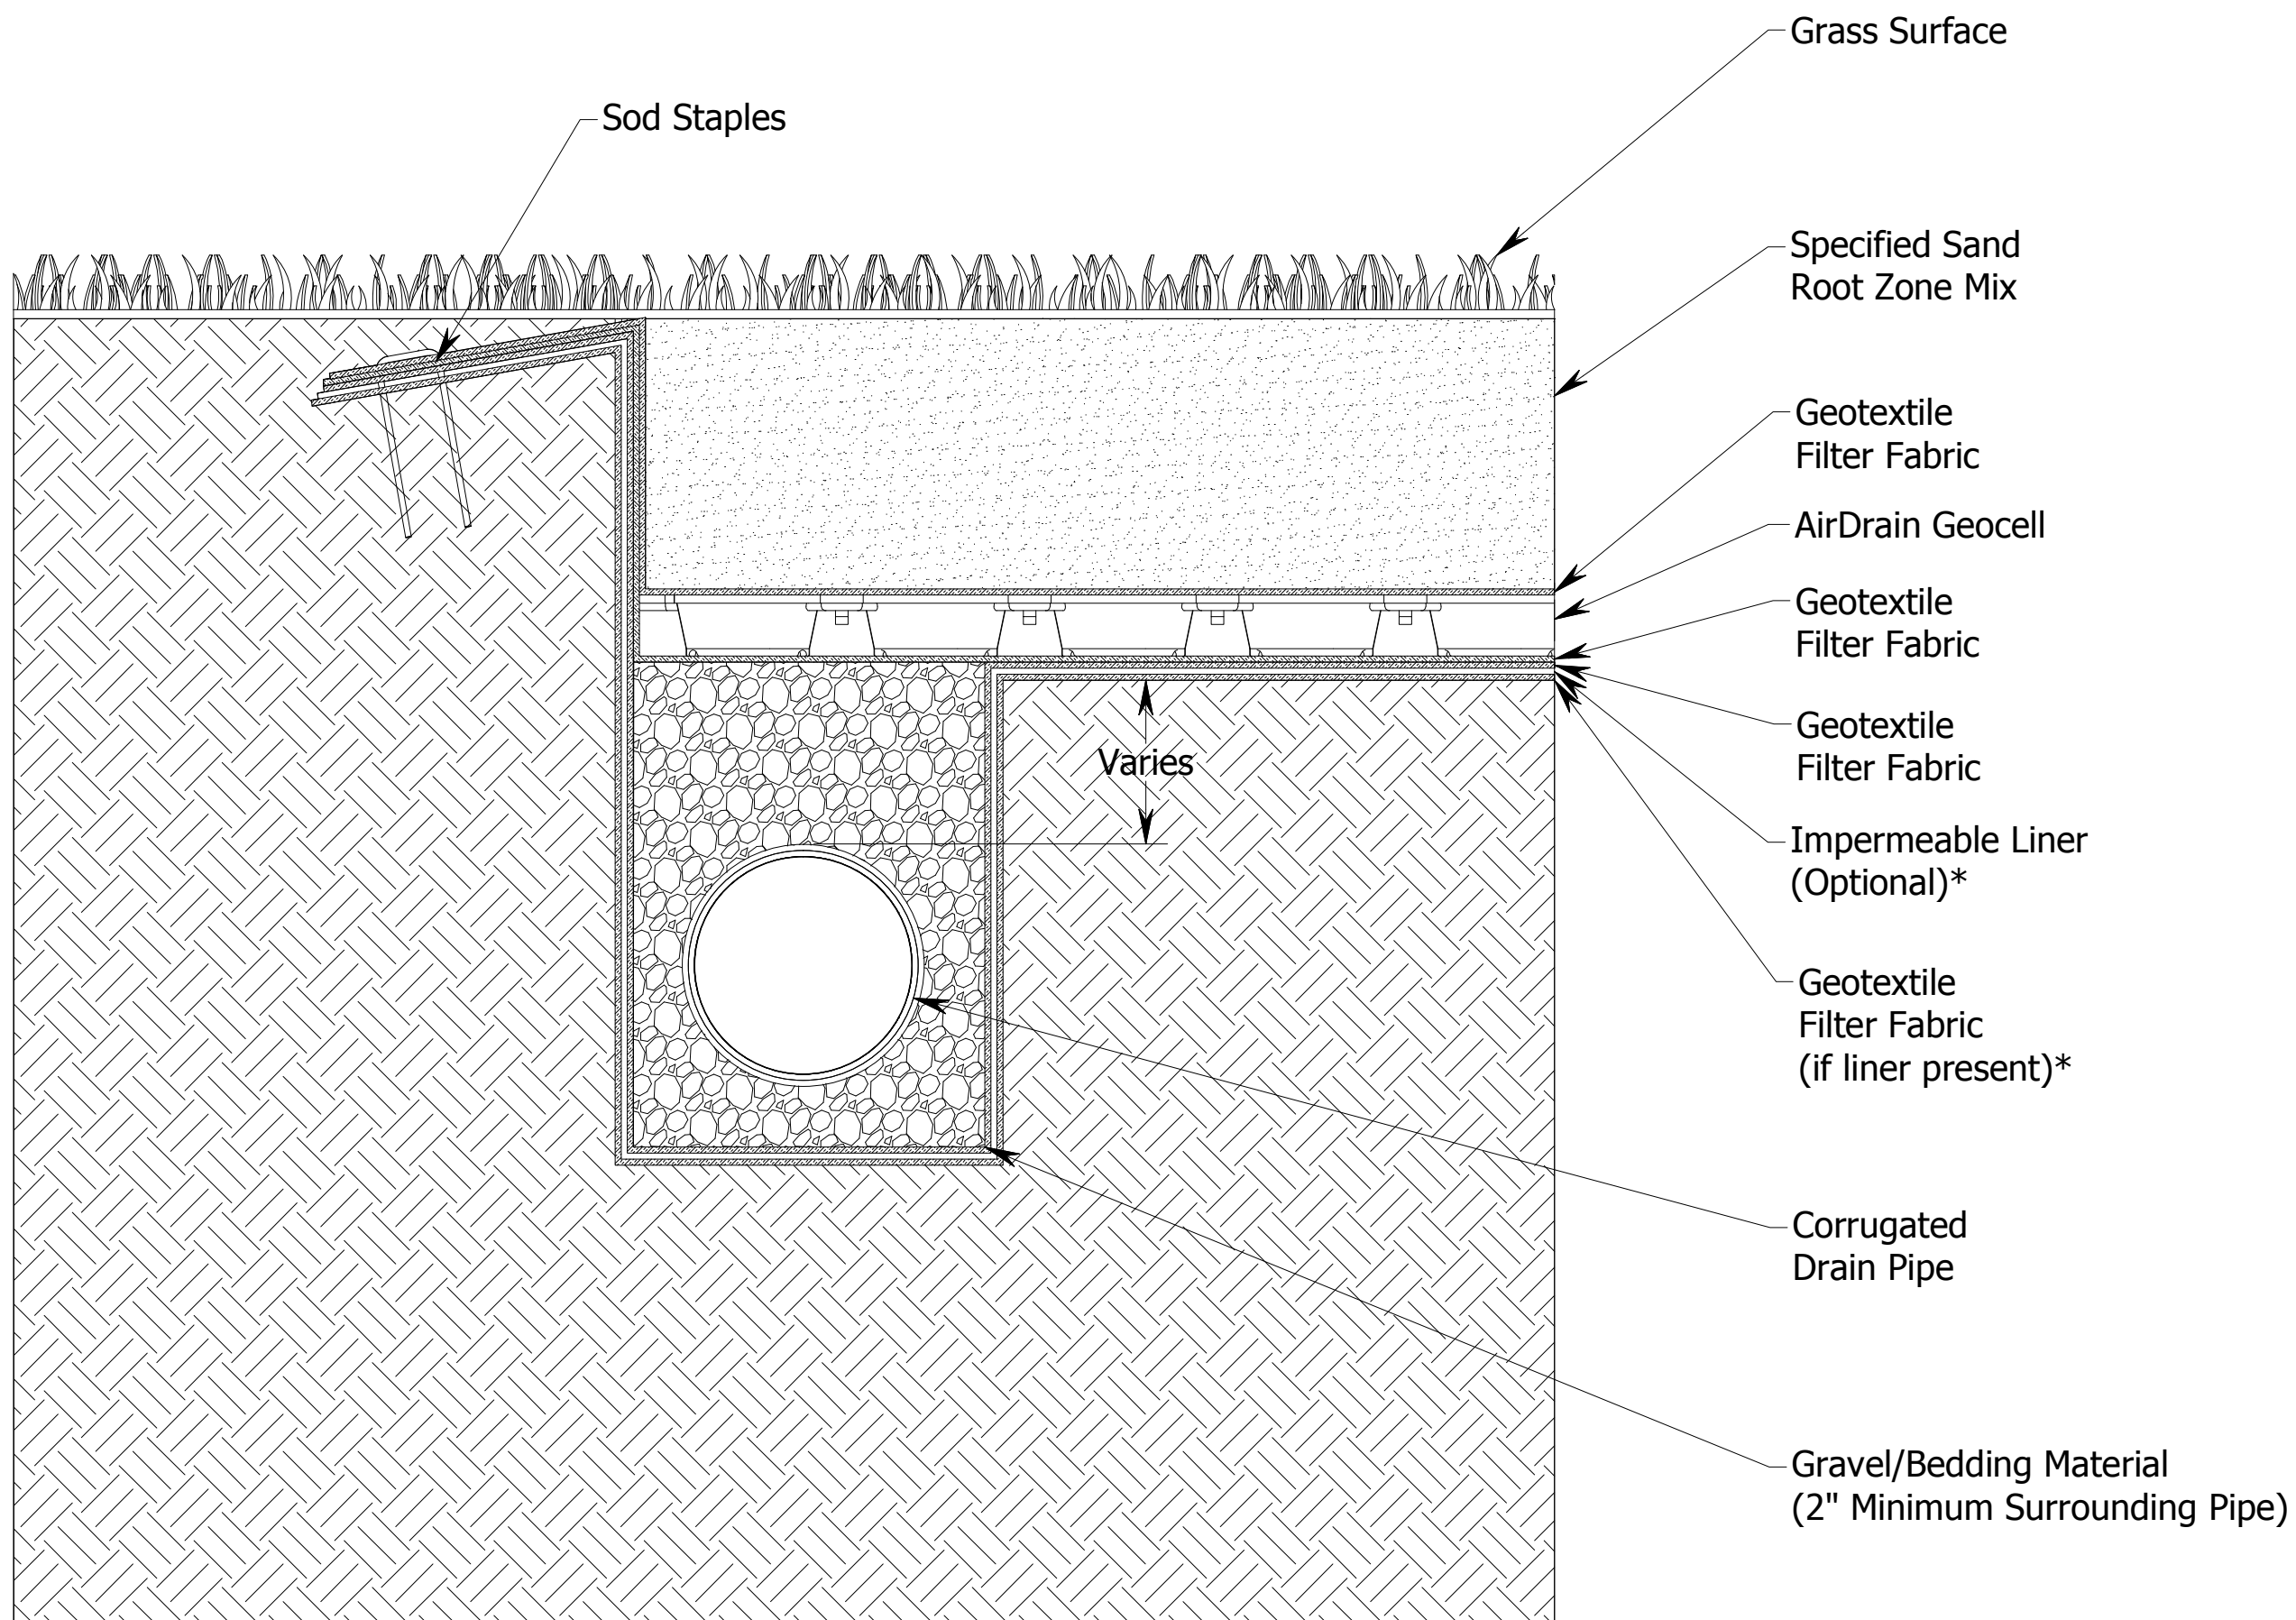 Grass Surface
Sod Staples
Specified Sand
Root Zone Mix
Geotextile
Filter Fabric
AirDrain Geocell
Geotextile
Filter Fabric
Geotextile
Filter Fabric
Varies
Impermeable Liner
(Optional)*
Geotextile
Filter Fabric
(if liner present)*
Corrugated
Drain Pipe
Gravel/Bedding Material
(2" Minimum Surrounding Pipe)